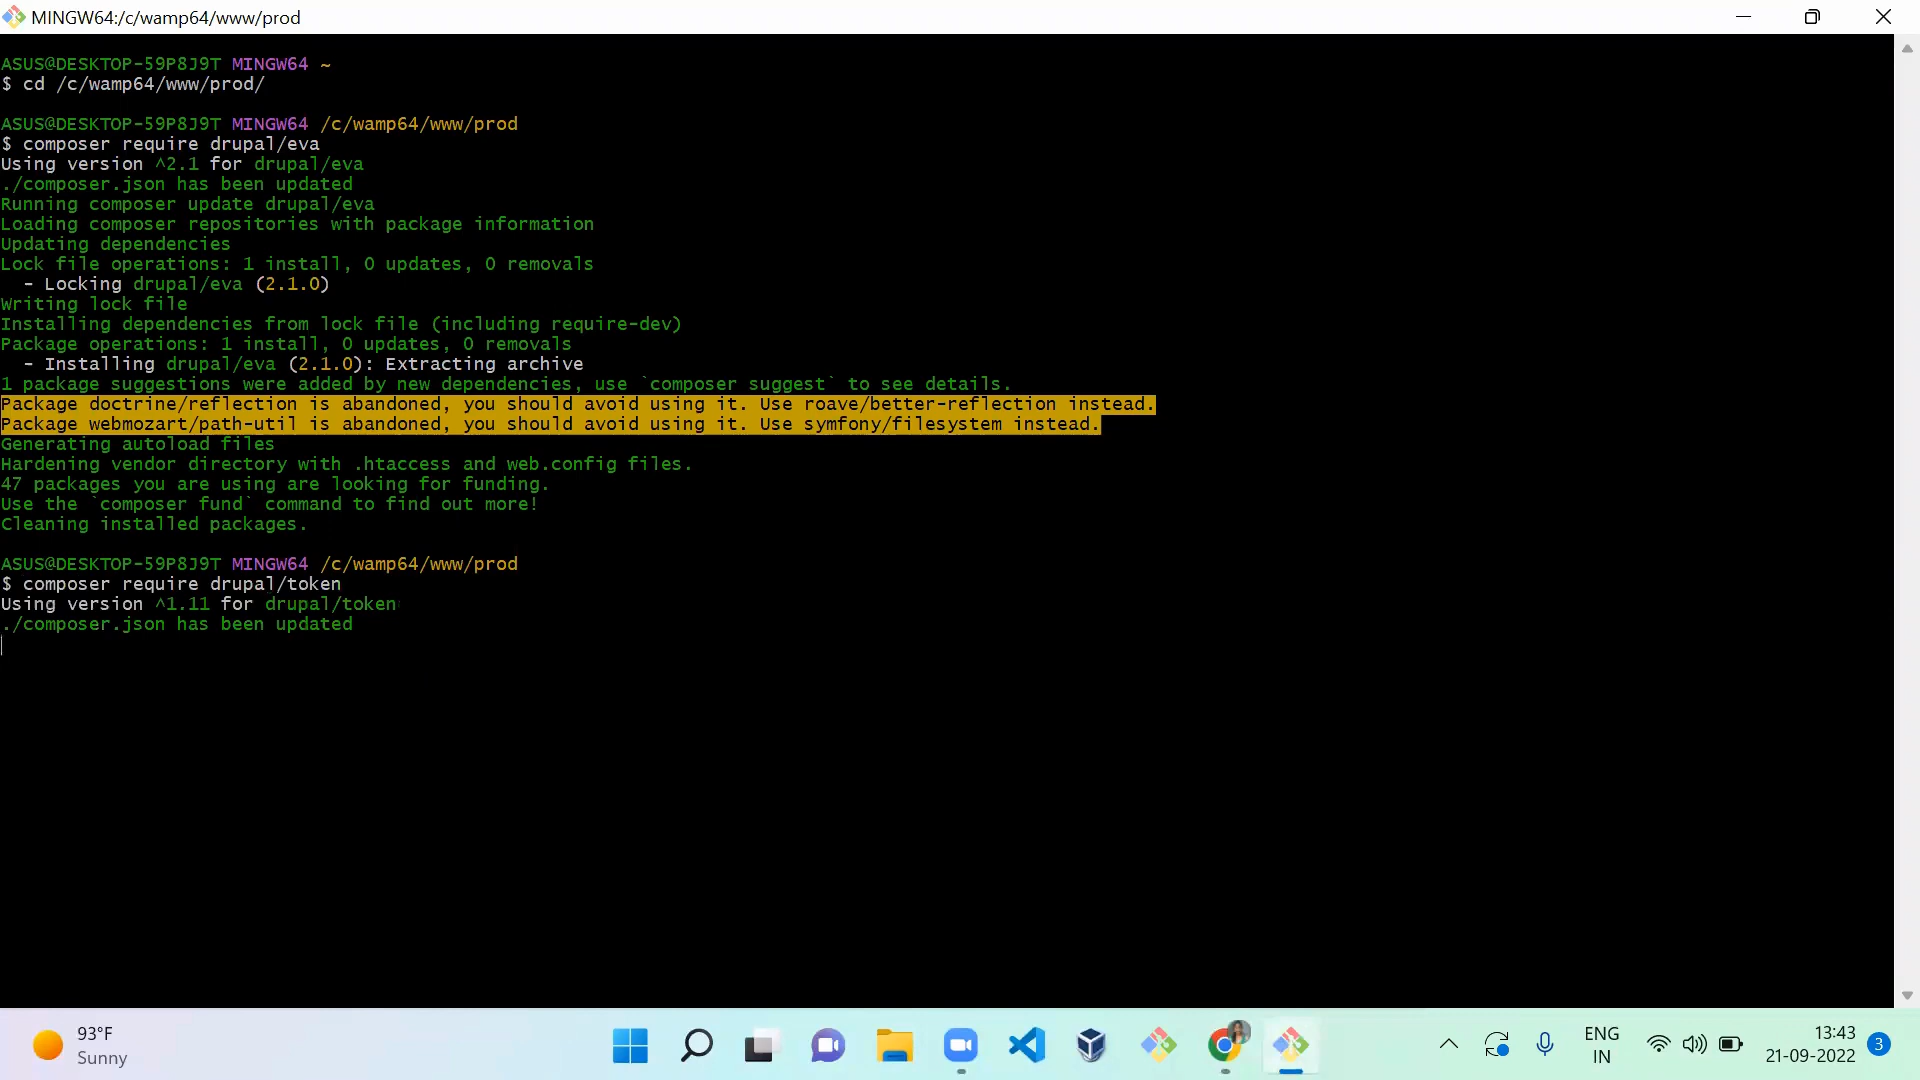 MINGW64:/c/wamp64/www/prod
ASUS@DESKTOP-59P8J9T MINGW64 ~
$ cd /c/wamp64/www/prod/
ASUS@DESKTOP-59P8J9T MINGW64 /c/wamp64/www/prod
$ composer require drupal/eva
Using version ^2.1 for drupal/eva
./composer.json has been updated
Running composer update drupal/eva
Loading composer repositories with package information
Updating dependencies
Lock file operations: 1 install, 0 updates, 0 removals
- Locking drupal/eva (2.1.0)
Writing lock file
Installing dependencies from lock file (including require-dev)
Package operations: 1 install, 0 updates, 0 removals
- Installing drupal/eva (2.1.0): Extracting archive
1 package suggestions were added by new dependencies, use `composer suggest` to see details.
Package doctrine/reflection is abandoned, you should avoid using it. Use roave/better-reflection instead.
Package webmozart/path-util is abandoned, you should avoid using it. Use symfony/filesystem instead.
Generating autoload files
Hardening vendor directory with .htaccess and web.config files.
47 packages you are using are looking for funding.
Use the `composer fund` command to find out more!
Cleaning installed packages.
ASUS@DESKTOP-59P8J9T MINGW64 /c/wamp64/www/prod
$ composer require drupal/token
Using version ^1.11 for drupal/token
./composer.json has been updated
93°F
Sunny
ENG
IN
13:43
21-09-2022
3